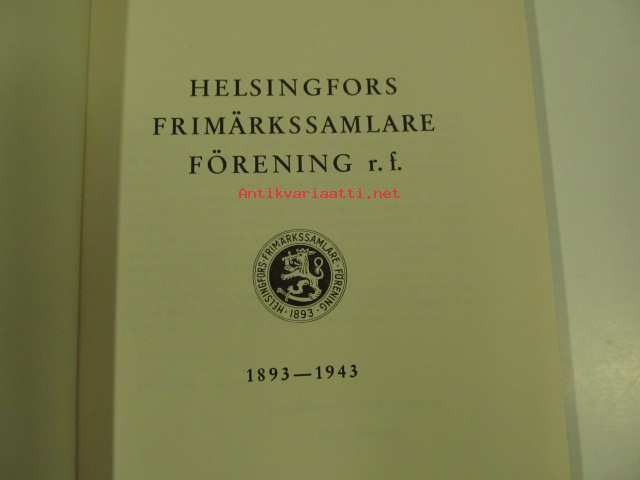 HELSINGFORS
FRIMÄRKSSAMLARE
FÖRENING r. f.
Antikvariaatti.net
HELSINGFORS·FRIMÄRKSSAMLARE·FÖRENING
·1893·
1893—1943